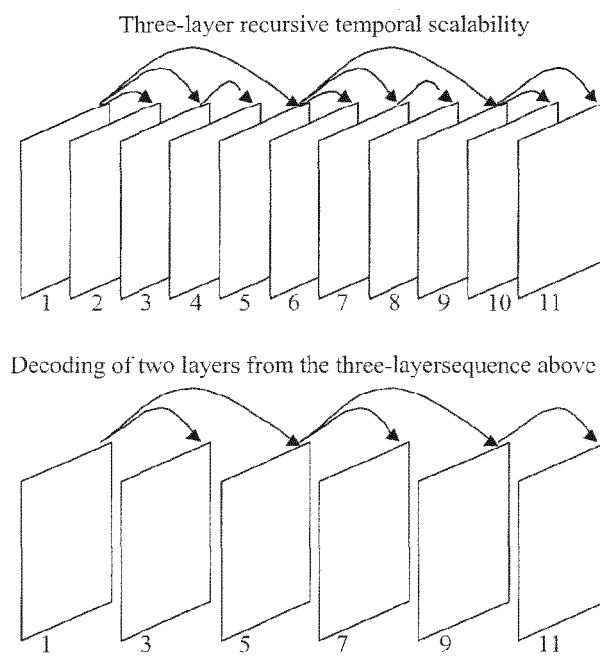 Three-layer recursive temporal scalability
1 2 3 4 5 6 7 8 9 10 11
Decoding of two layers from the three-layersequence above
1 3 5 7 9 11